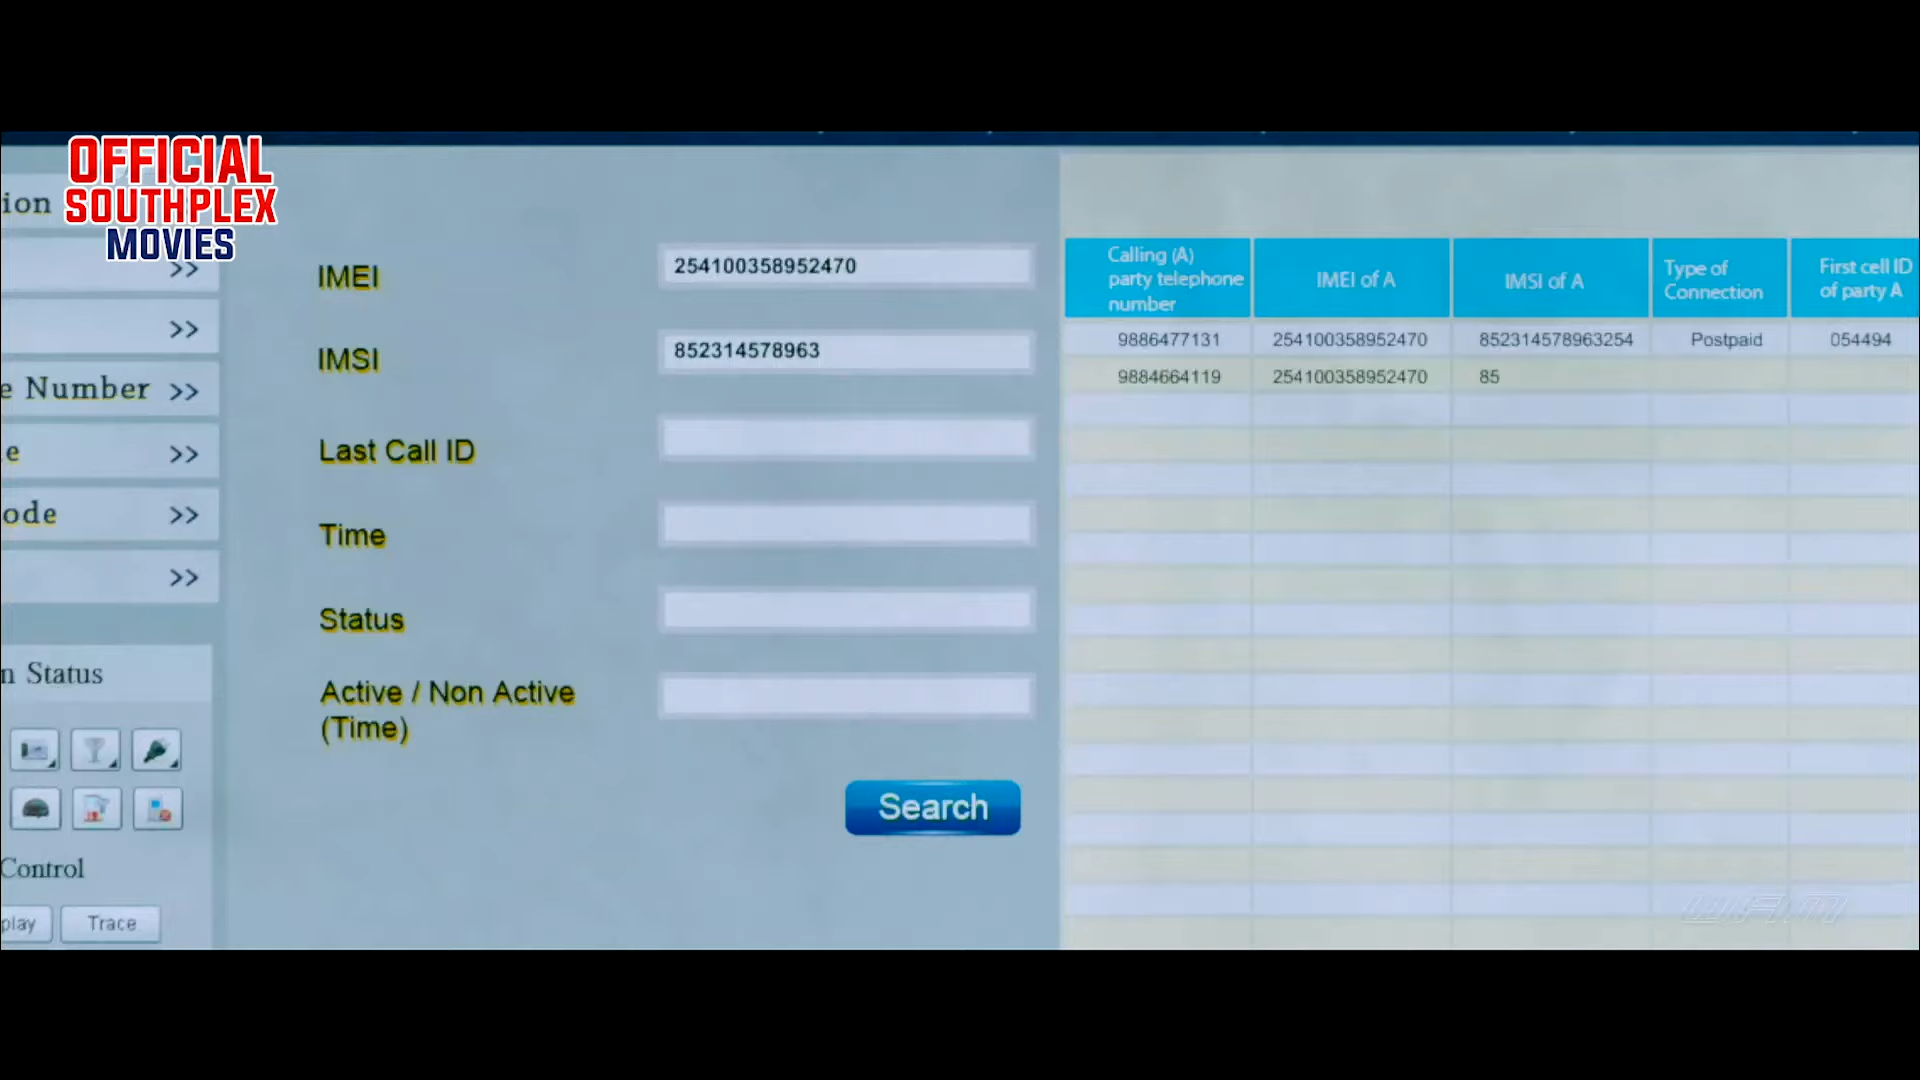 OFFICIAL
SOUTHPLEX
MOVIES
ion
>>
>>
e Number >>
e >>
ode >>
>>
n Status
Control
play Trace
IMEI 254100358952470
IMSI 852314578963
Last Call ID
Time
Status
Active / Non Active
(Time)
Search
Calling (A)
party telephone
number
IMEI of A
IMSI of A
Type of
Connection
First cell ID
of party A
9886477131 254100358952470 852314578963254 Postpaid 054494
9884664119 254100358952470 85
WAM